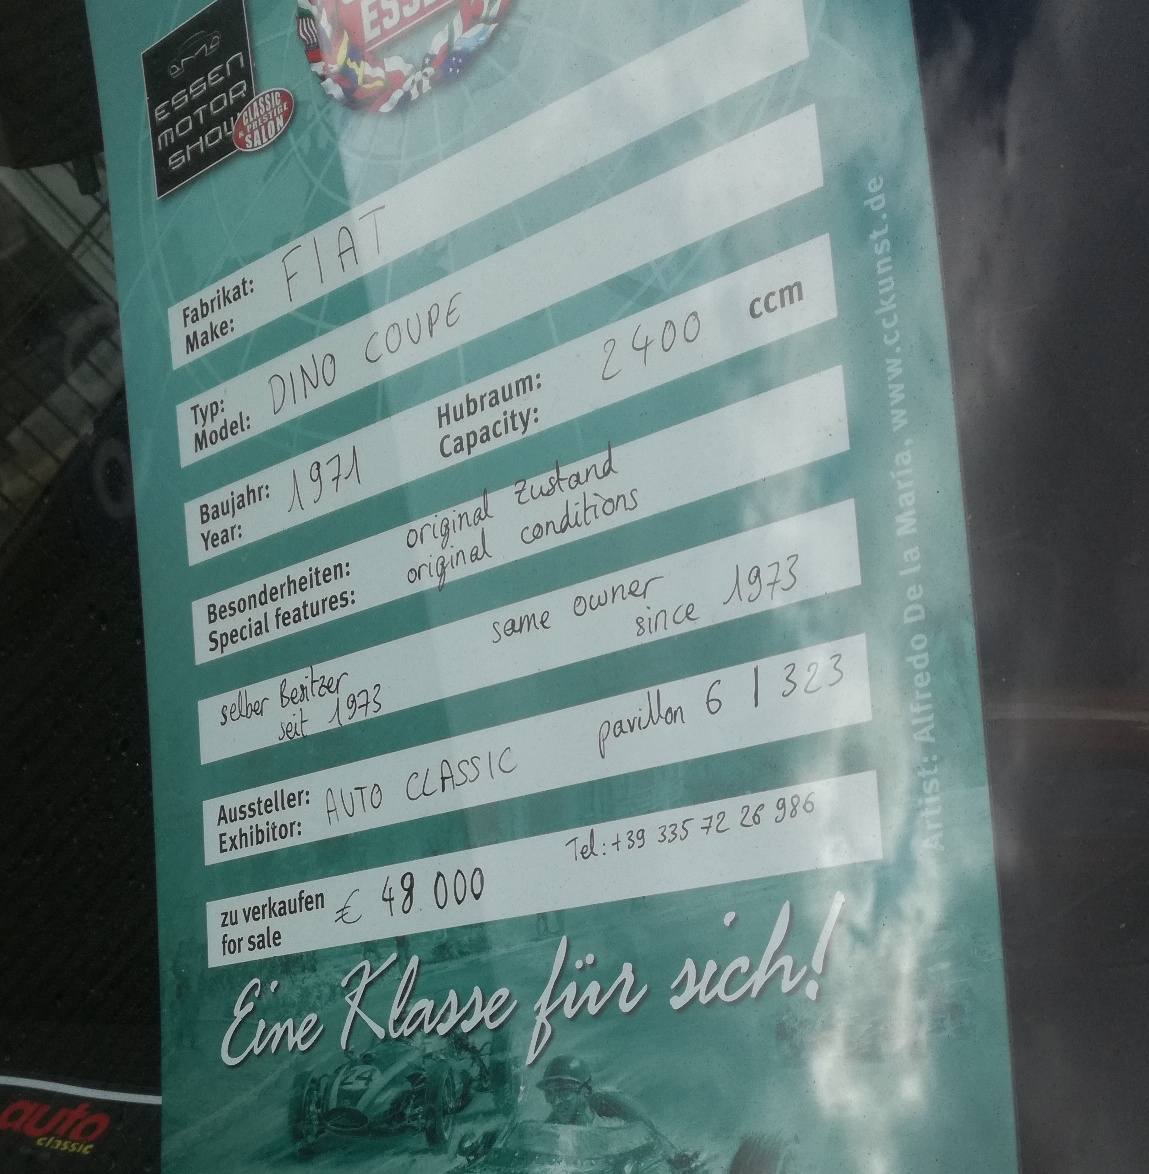 ESSEN
MOTOR
SHOW
CLASSIC
& PRESTIGE
SALON
Fabrikat:
Make:
FIAT
Typ:
Model:
DINO COUPE
Baujahr:
Year:
1971
Hubraum:
Capacity:
2400 ccm
Besonderheiten:
Special features:
original Zustand
original conditions
selber Besitzer
seit 1973
same owner
since 1973
Aussteller:
Exhibitor:
AUTO CLASSIC pavillon 6 / 323
zu verkaufen
for sale
€ 48.000
Tel.: +39 335 72 26 986
Eine Klasse für sich!
Artist: Alfredo De la María, www.cckunst.de
auto
classic